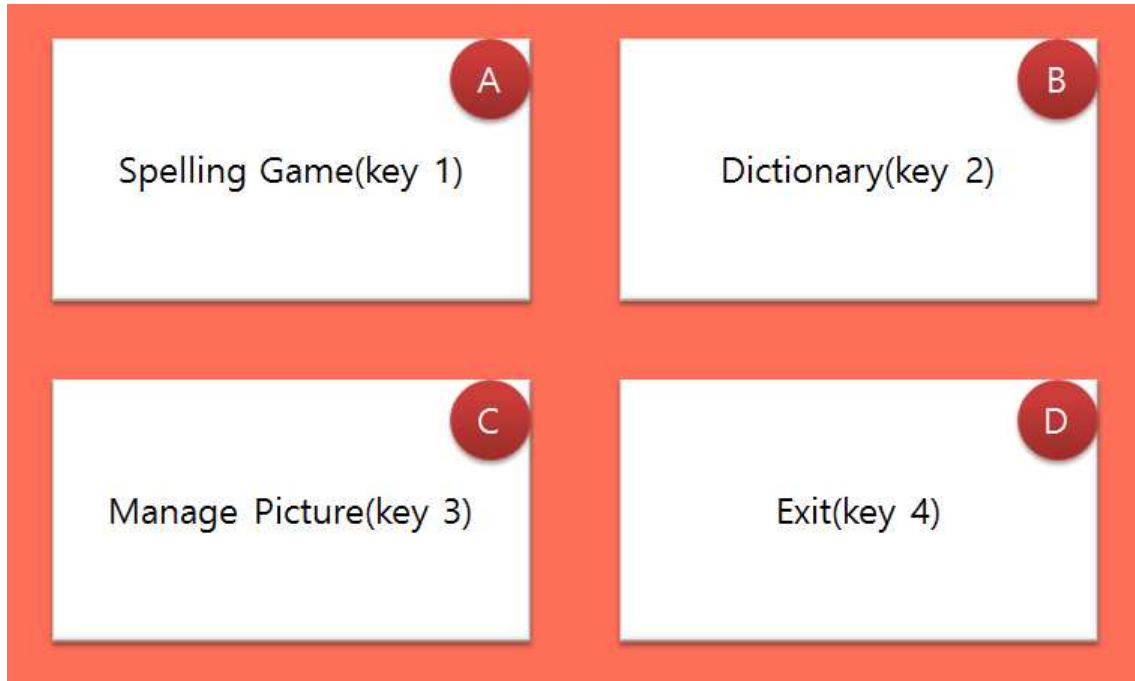 A
Spelling Game(key 1)
B
Dictionary(key 2)
C
Manage Picture(key 3)
D
Exit(key 4)